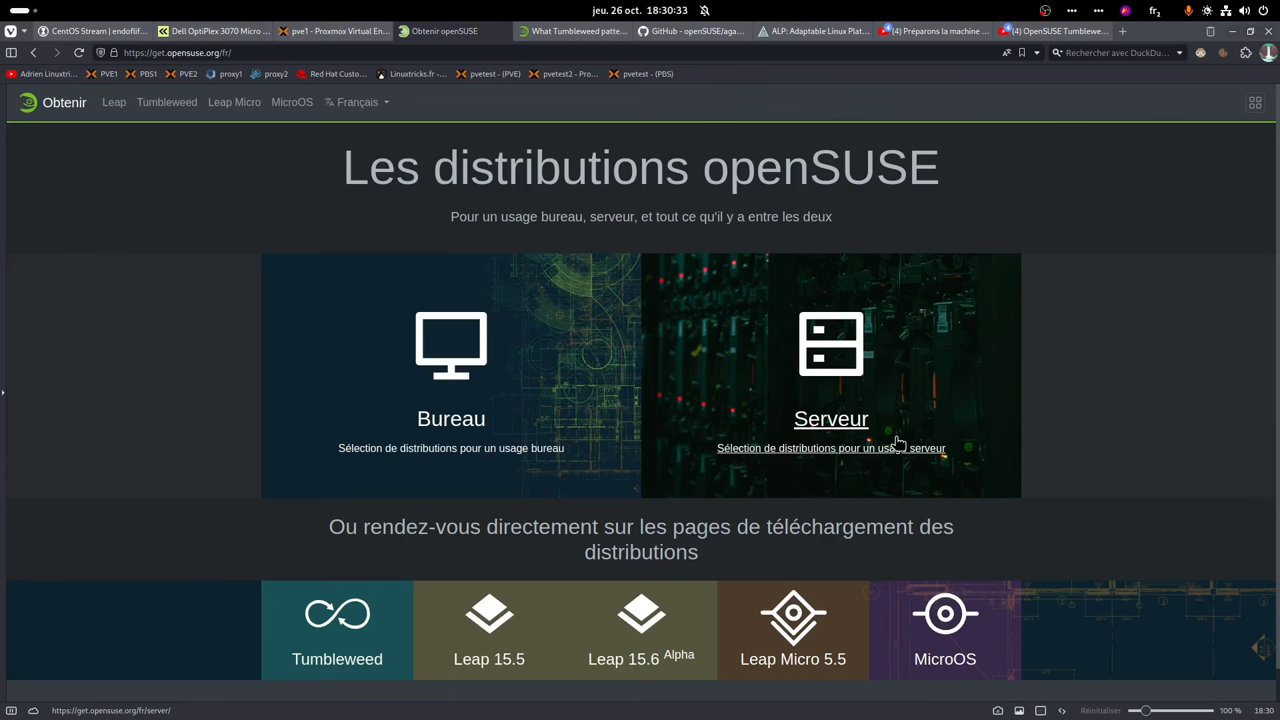 jeu. 26 oct. 18:30:33
fr₂
CentOS Stream | endoflif…
Dell OptiPlex 3070 Micro …
pve1 - Proxmox Virtual En…
Obtenir openSUSE
What Tumbleweed patte…
GitHub - openSUSE/aga…
ALP: Adaptable Linux Plat…
(4) Préparons la machine …
(4) OpenSUSE Tumblewe…
https://get.opensuse.org/fr/
Rechercher avec DuckDu…
Adrien Linuxtri…
PVE1
PBS1
PVE2
proxy1
proxy2
Red Hat Custo…
Linuxtricks.fr -…
pvetest - (PVE)
pvetest2 - Pro…
pvetest - (PBS)
Obtenir
Leap
Tumbleweed
Leap Micro
MicroOS
Français
Les distributions openSUSE
Pour un usage bureau, serveur, et tout ce qu'il y a entre les deux
Bureau
Sélection de distributions pour un usage bureau
Serveur
Sélection de distributions pour un usage serveur
Ou rendez-vous directement sur les pages de téléchargement des
distributions
Tumbleweed
Leap 15.5
Leap 15.6 Alpha
Leap Micro 5.5
MicroOS
https://get.opensuse.org/fr/server/
Réinitialiser
100 %
18:30